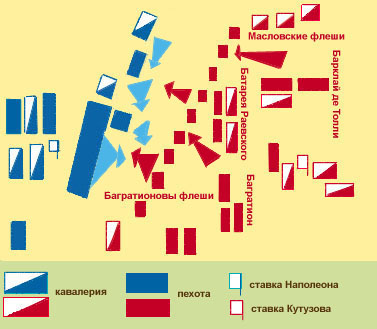 Масловские флеши
Барклай де Толли
Батарея Раевского
Багратионовы флеши
Багратион
кавалерия
пехота
ставка Наполеона
ставка Кутузова